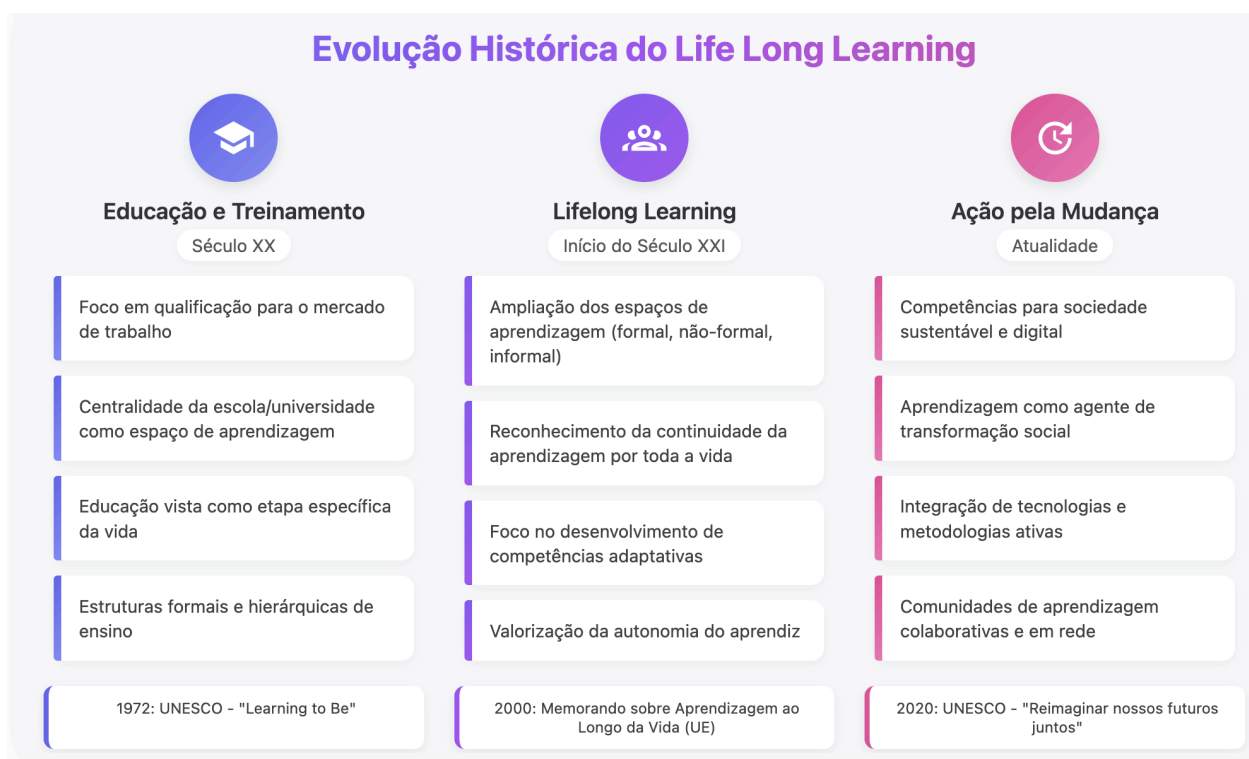 Evolução Histórica do Life Long Learning
Educação e Treinamento
Século XX
Foco em qualificação para o mercado
de trabalho
Centralidade da escola/universidade
como espaço de aprendizagem
Educação vista como etapa específica
da vida
Estruturas formais e hierárquicas de
ensino
1972: UNESCO - "Learning to Be"
Lifelong Learning
Início do Século XXI
Ampliação dos espaços de
aprendizagem (formal, não-formal,
informal)
Reconhecimento da continuidade da
aprendizagem por toda a vida
Foco no desenvolvimento de
competências adaptativas
Valorização da autonomia do aprendiz
2000: Memorando sobre Aprendizagem ao
Longo da Vida (UE)
Ação pela Mudança
Atualidade
Competências para sociedade
sustentável e digital
Aprendizagem como agente de
transformação social
Integração de tecnologias e
metodologias ativas
Comunidades de aprendizagem
colaborativas e em rede
2020: UNESCO - "Reimaginar nossos futuros
juntos"